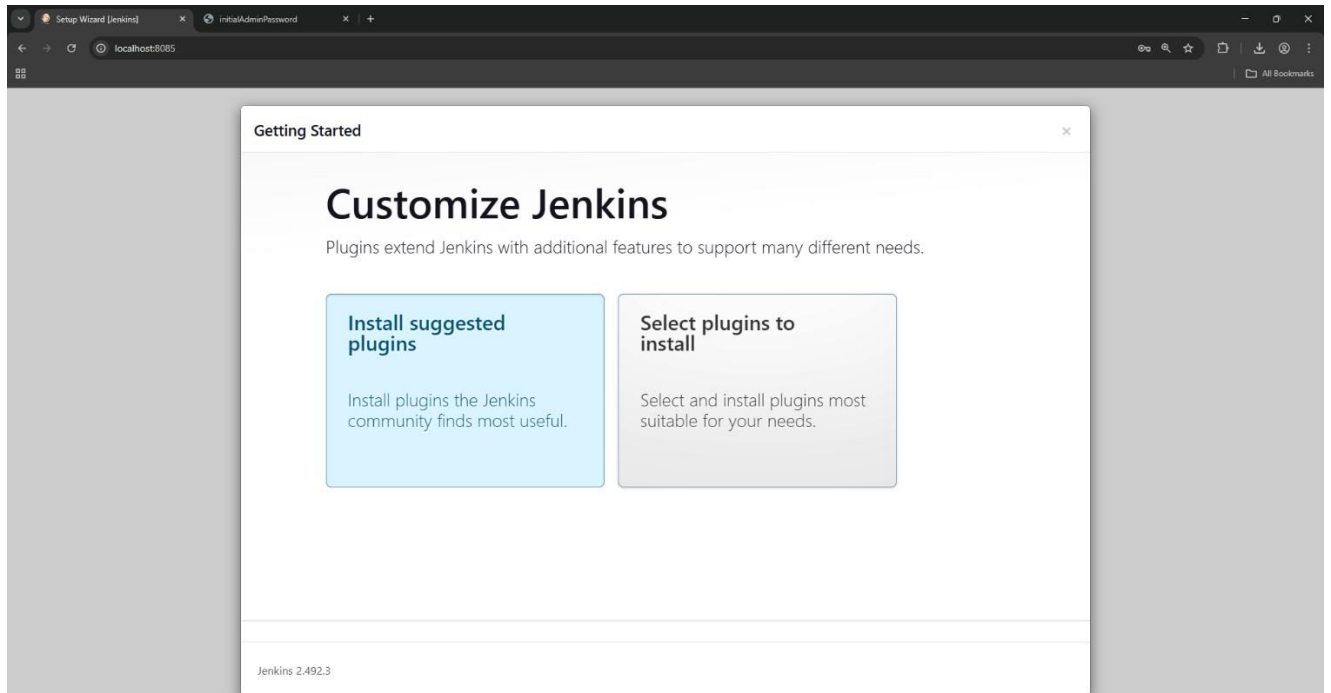 Setup Wizard [Jenkins]
initialAdminPassword
localhost:8085
All Bookmarks
Getting Started
Customize Jenkins
Plugins extend Jenkins with additional features to support many different needs.
Install suggested
plugins
Install plugins the Jenkins
community finds most useful.
Select plugins to
install
Select and install plugins most
suitable for your needs.
Jenkins 2.492.3